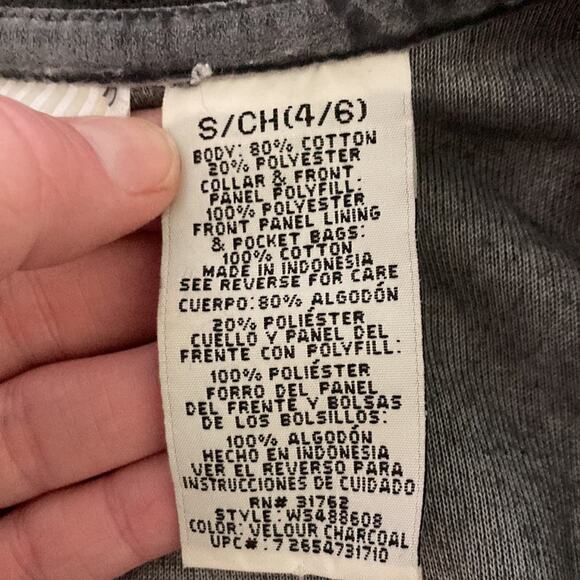 S/CH(4/6)
BODY: 80% COTTON
20% POLYESTER
COLLAR & FRONT
PANEL POLYFILL:
100% POLYESTER
FRONT PANEL LINING
& POCKET BAGS:
100% COTTON
MADE IN INDONESIA
SEE REVERSE FOR CARE
CUERPO:80% ALGODÓN
20% POLIÉSTER
CUELLO Y PANEL DEL
FRENTE CON POLYFILL:
100% POLIÉSTER
FORRO DEL PANEL
DEL FRENTE Y BOLSAS
DE LOS BOLSILLOS:
100% ALGODÓN
HECHO EN INDONESIA
VER EL REVERSO PARA
INSTRUCCIONES DE CUIDADO
RN# 31762
STYLE: WS488608
COLOR: VELOUR CHARCOAL
UPC#: 7 2654731710